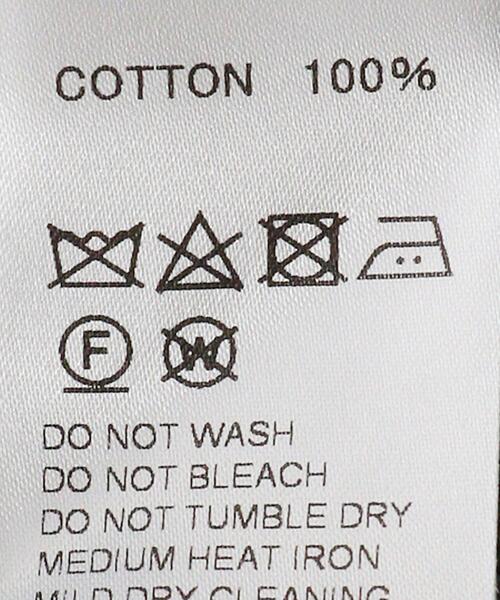 COTTON 100%
F W
DO NOT WASH
DO NOT BLEACH
DO NOT TUMBLE DRY
MEDIUM HEAT IRON
MILD DRY CLEANING